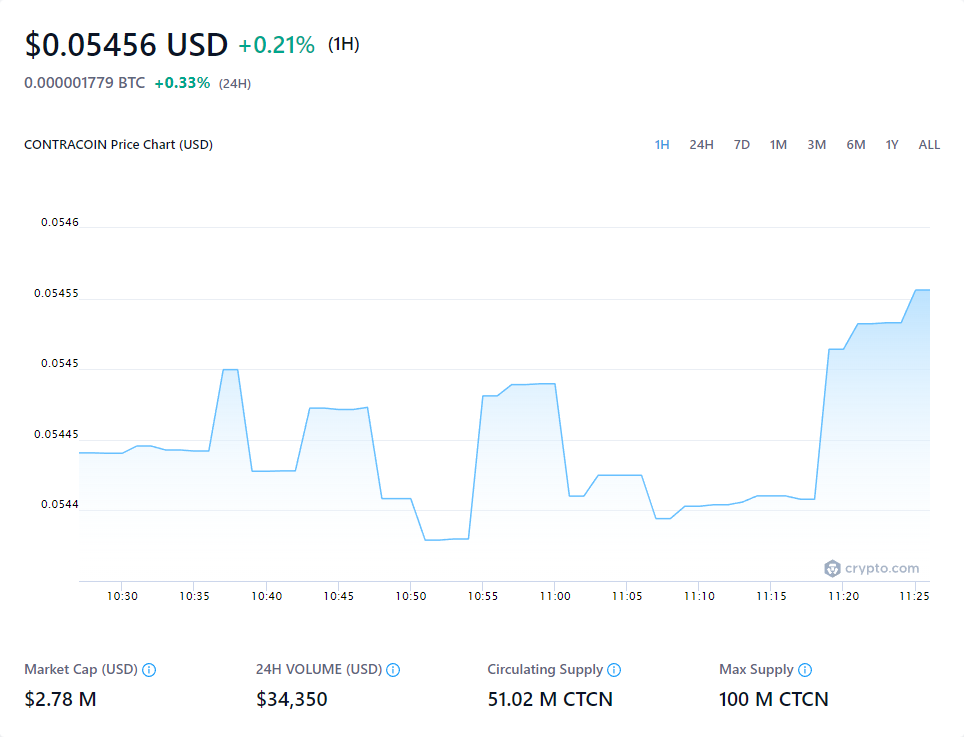 $0.05456 USD +0.21% (1H)
0.000001779 BTC +0.33% (24H)
CONTRACOIN Price Chart (USD) 1H 24H 7D 1M 3M 6M 1Y ALL
0.0546
0.05455
0.0545
0.05445
0.0544
crypto.com
10:30 10:35 10:40 10:45 10:50 10:55 11:00 11:05 11:10 11:15 11:20 11:25
Market Cap (USD) 24H VOLUME (USD) Circulating Supply Max Supply
$2.78 M $34,350 51.02 M CTCN 100 M CTCN